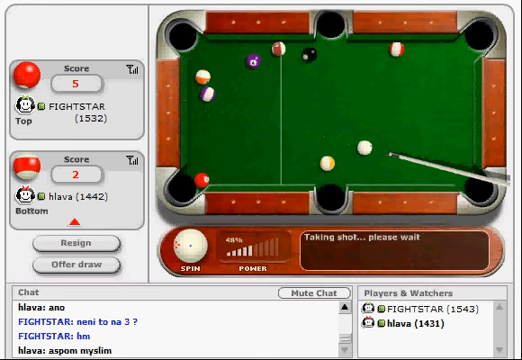 Score
5
FIGHTSTAR
(1532)
Top
Score
2
hlava (1442)
Bottom
Resign
Offer draw
48%
SPIN
POWER
Taking shot... please wait
Chat
Mute Chat
hlava: ano
FIGHTSTAR: neni to na 3 ?
FIGHTSTAR: hm
hlava: aspom myslim
Players & Watchers
FIGHTSTAR (1543)
hlava (1431)